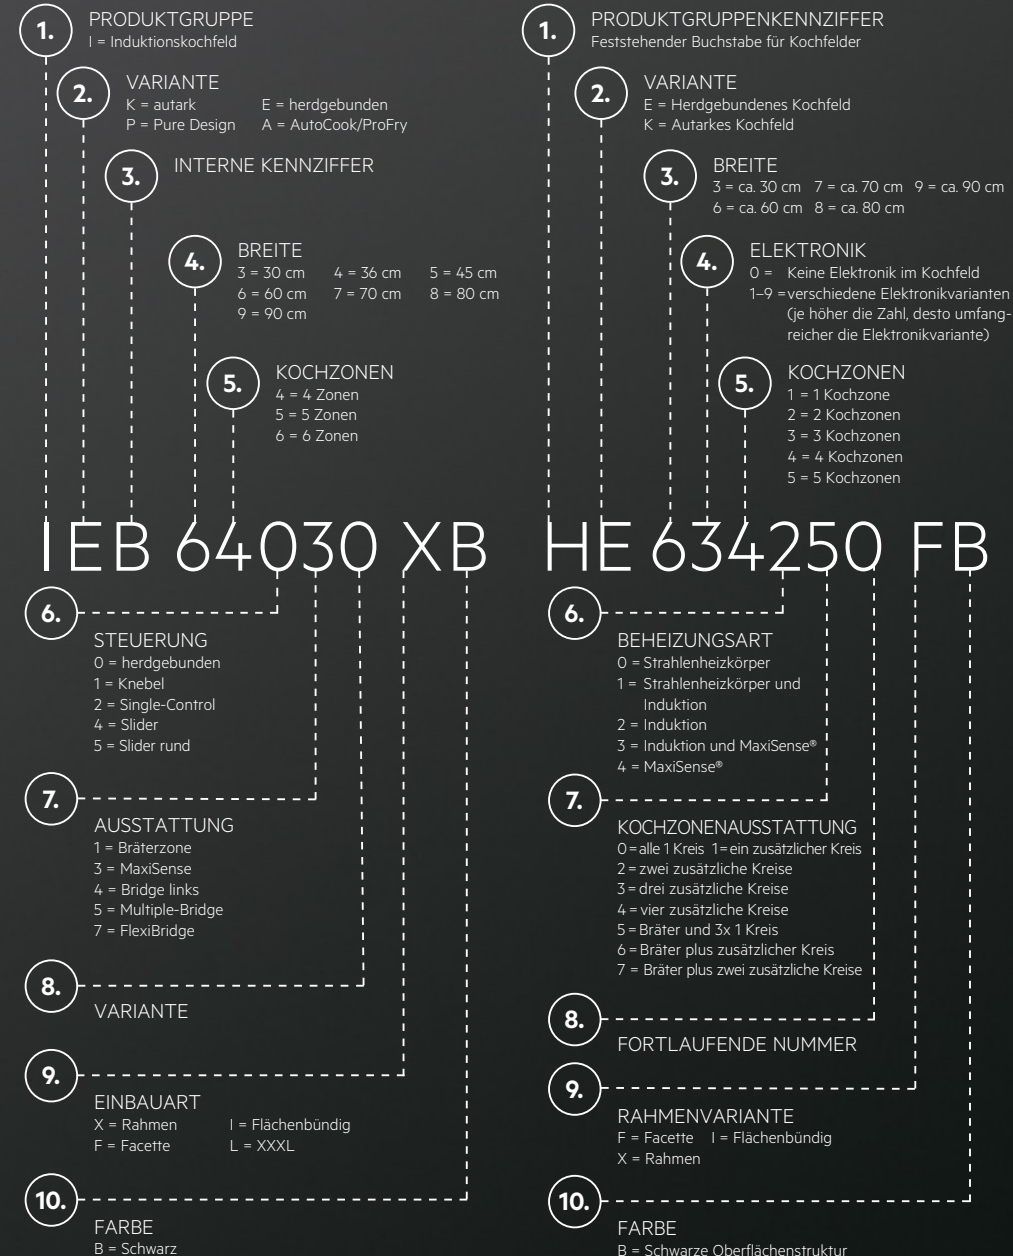 1.
PRODUKTGRUPPE
I = Induktionskochfeld
2.
VARIANTE
K = autark E = herdgebunden
P = Pure Design A = AutoCook/ProFry
3.
INTERNE KENNZIFFER
4.
BREITE
3 = 30 cm 4 = 36 cm 5 = 45 cm
6 = 60 cm 7 = 70 cm 8 = 80 cm
9 = 90 cm
5.
KOCHZONEN
4 = 4 Zonen
5 = 5 Zonen
6 = 6 Zonen
IEB 64030 XB
6.
STEUERUNG
0 = herdgebunden
1 = Knebel
2 = Single-Control
4 = Slider
5 = Slider rund
7.
AUSSTATTUNG
1 = Bräterzone
3 = MaxiSense
4 = Bridge links
5 = Multiple-Bridge
7 = FlexiBridge
8.
VARIANTE
9.
EINBAUART
X = Rahmen I = Flächenbündig
F = Facette L = XXXL
10.
FARBE
B = Schwarz
1.
PRODUKTGRUPPENKENNZIFFER
Feststehender Buchstabe für Kochfelder
2.
VARIANTE
E = Herdgebundenes Kochfeld
K = Autarkes Kochfeld
3.
BREITE
3 = ca. 30 cm 7 = ca. 70 cm 9 = ca. 90 cm
6 = ca. 60 cm 8 = ca. 80 cm
4.
ELEKTRONIK
0 = Keine Elektronik im Kochfeld
1–9 = verschiedene Elektronikvarianten
(je höher die Zahl, desto umfang-
reicher die Elektronikvariante)
5.
KOCHZONEN
1 = 1 Kochzone
2 = 2 Kochzonen
3 = 3 Kochzonen
4 = 4 Kochzonen
5 = 5 Kochzonen
HE 634250 FB
6.
BEHEIZUNGSART
0 = Strahlenheizkörper
1 = Strahlenheizkörper und
Induktion
2 = Induktion
3 = Induktion und MaxiSense®
4 = MaxiSense®
7.
KOCHZONENAUSSTATTUNG
0 = alle 1 Kreis 1 = ein zusätzlicher Kreis
2 = zwei zusätzliche Kreise
3 = drei zusätzliche Kreise
4 = vier zusätzliche Kreise
5 = Bräter und 3x 1 Kreis
6 = Bräter plus zusätzlicher Kreis
7 = Bräter plus zwei zusätzliche Kreise
8.
FORTLAUFENDE NUMMER
9.
RAHMENVARIANTE
F = Facette I = Flächenbündig
X = Rahmen
10.
FARBE
B = Schwarze Oberflächenstruktur